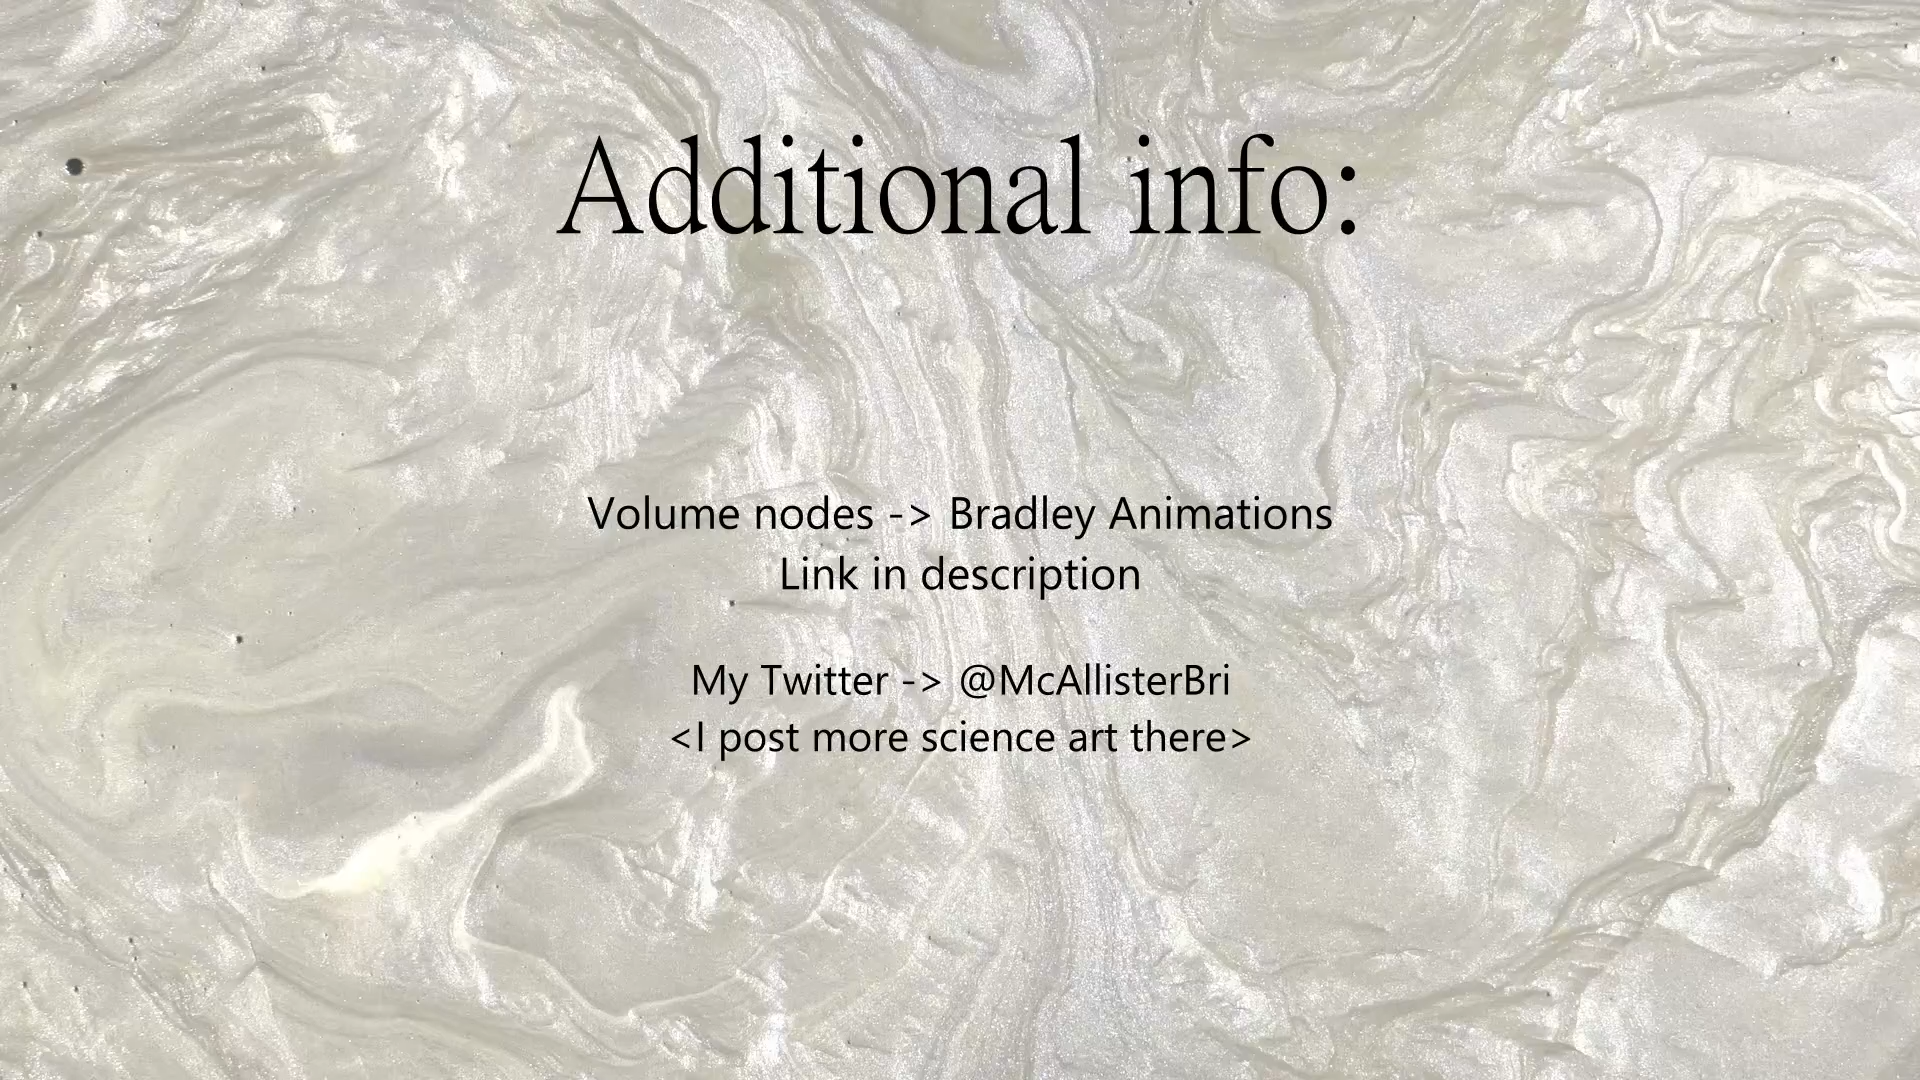 Additional info:
Volume nodes -> Bradley Animations
Link in description
My Twitter -> @McAllisterBri
<I post more science art there>